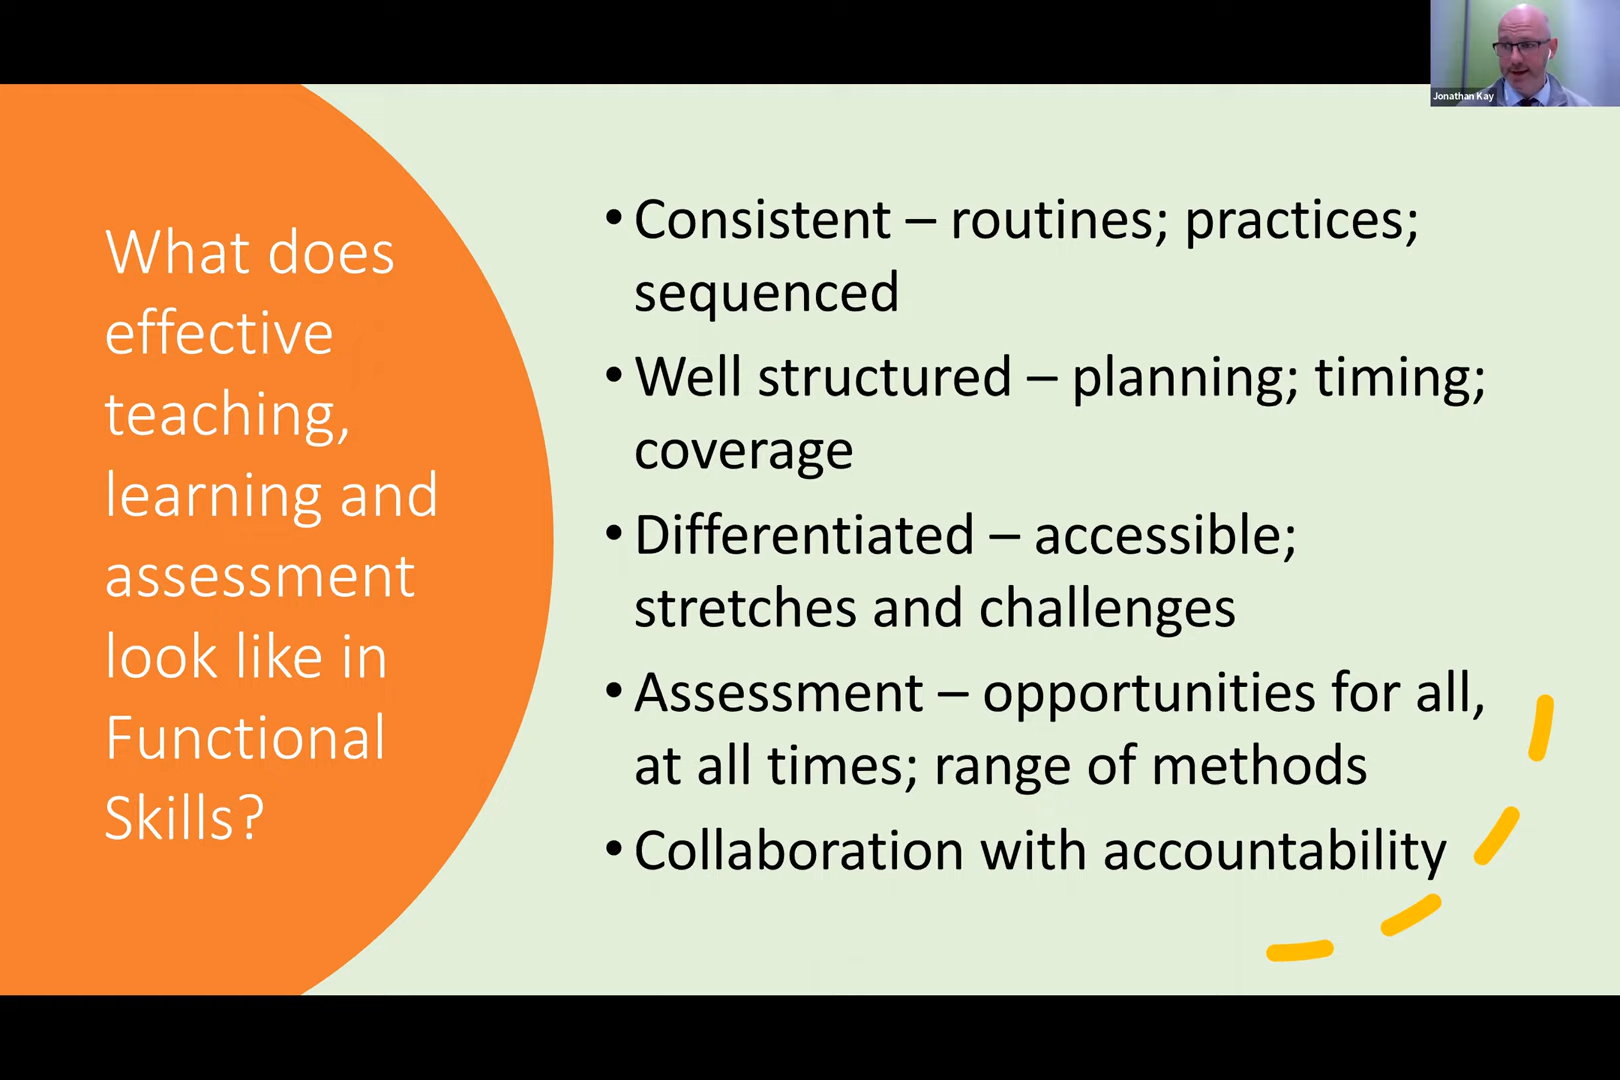 What does
effective
teaching,
learning and
assessment
look like in
Functional
Skills?
• Consistent – routines; practices;
sequenced
• Well structured – planning; timing;
coverage
• Differentiated – accessible;
stretches and challenges
• Assessment – opportunities for all,
at all times; range of methods
• Collaboration with accountability
Jonathan Kay